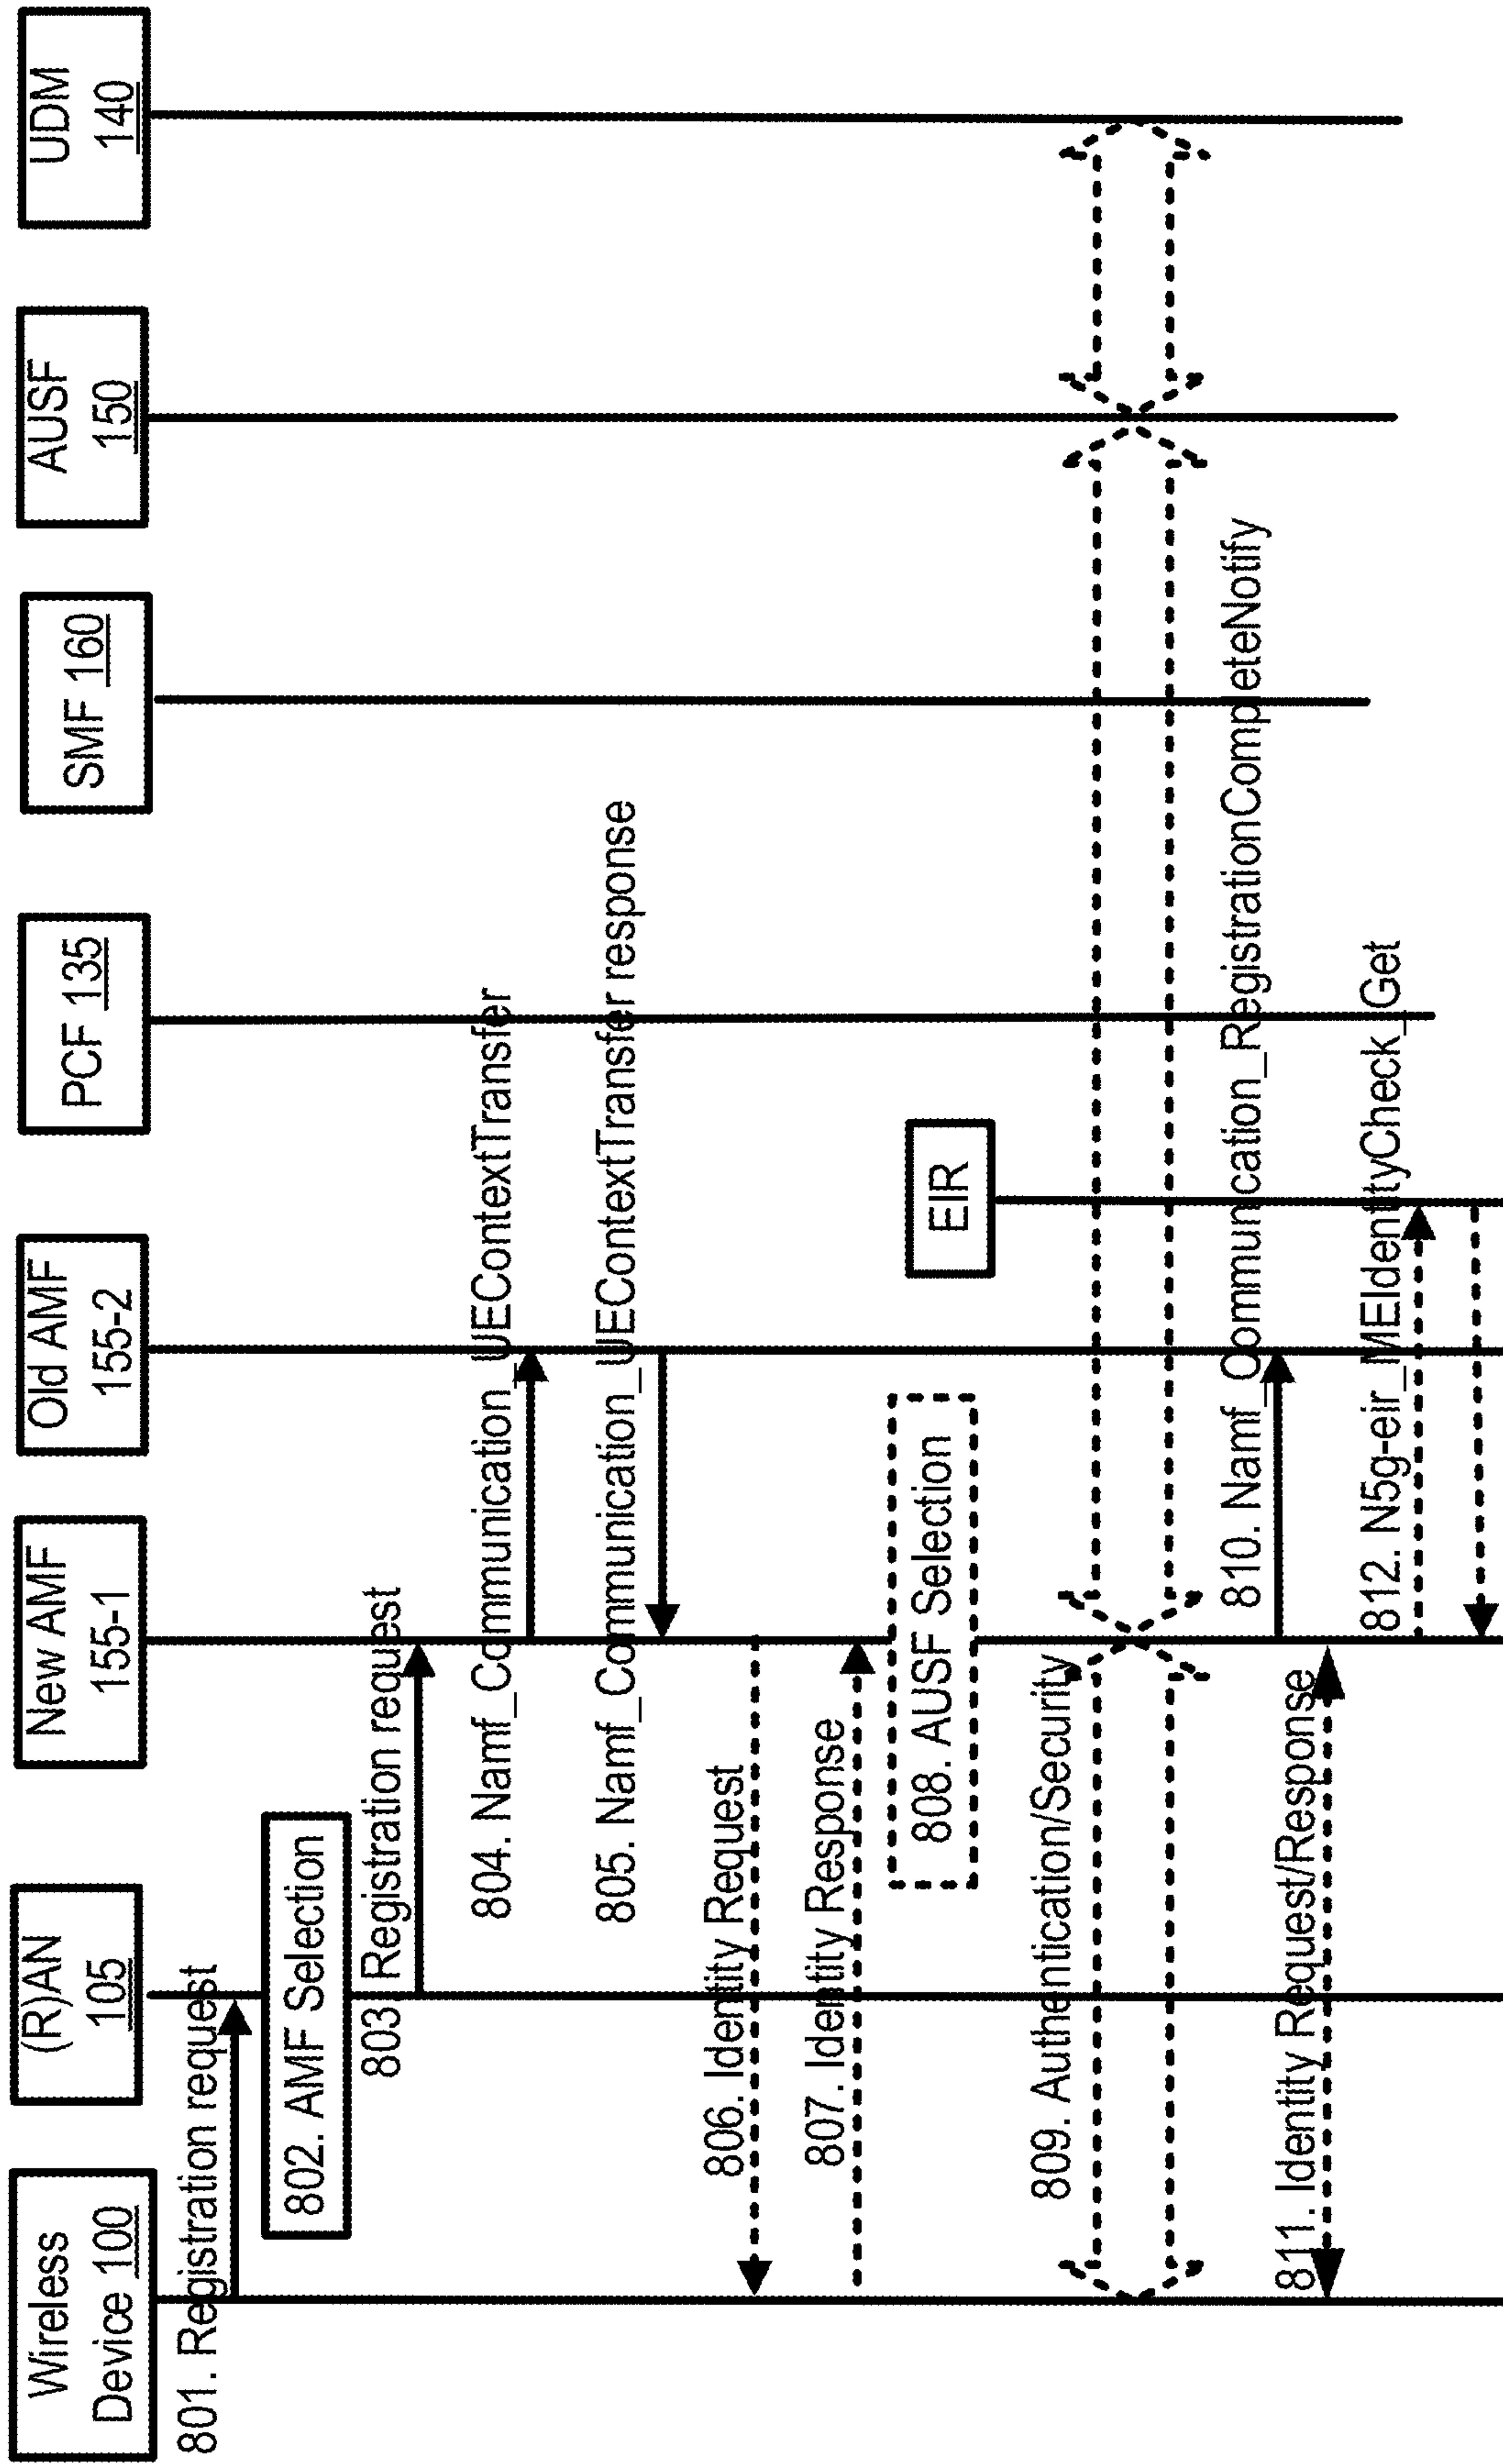 Wireless
Device 100
(R)AN
105
New AMF
155-1
Old AMF
155-2
PCF 135
SMF 160
AUSF
150
UDM
140
801. Registration request
802. AMF Selection
803. Registration request
804. Namf_Communication_UEContextTransfer
805. Namf_Communication_UEContextTransfer response
806. Identity Request
807. Identity Response
808. AUSF Selection
EIR
809. Authentication/Security
810. Namf_Communication_RegistrationCompleteNotify
811. Identity Request/Response
812. N5g-eir_MEIdentityCheck_Get